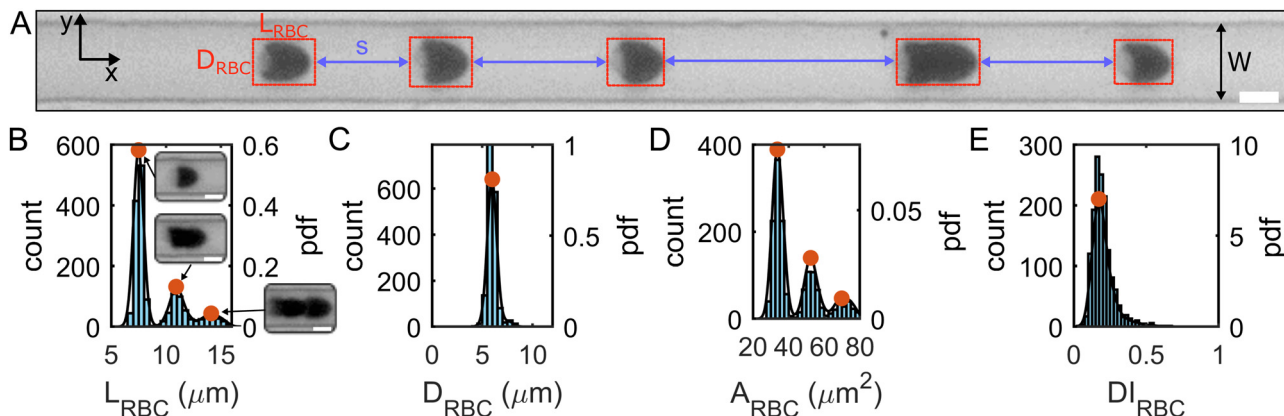 A
y
x
L_RBC
D_RBC
s
W
B
600
400
200
0
count
5
10
15
L_RBC (μm)
0.6
0.4
0.2
0
pdf
C
600
400
200
0
count
0
5
10
D_RBC (μm)
1
0.5
0
pdf
D
400
200
0
count
20
40
60
80
A_RBC (μm²)
0.05
0
pdf
E
300
200
100
0
count
0
0.5
1
DI_RBC
10
5
0
pdf